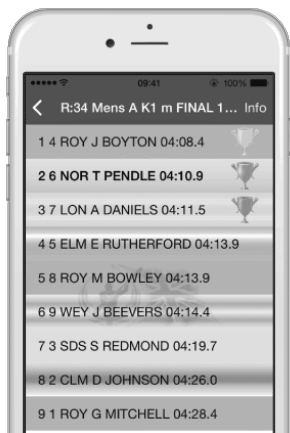 09:41 100%
R:34 Mens A K1 m FINAL 1... Info
1 4 ROY J BOYTON 04:08.4
2 6 NOR T PENDLE 04:10.9
3 7 LON A DANIELS 04:11.5
4 5 ELM E RUTHERFORD 04:13.9
5 8 ROY M BOWLEY 04:13.9
6 9 WEY J BEEVERS 04:14.4
7 3 SDS S REDMOND 04:19.7
8 2 CLM D JOHNSON 04:26.0
9 1 ROY G MITCHELL 04:28.4